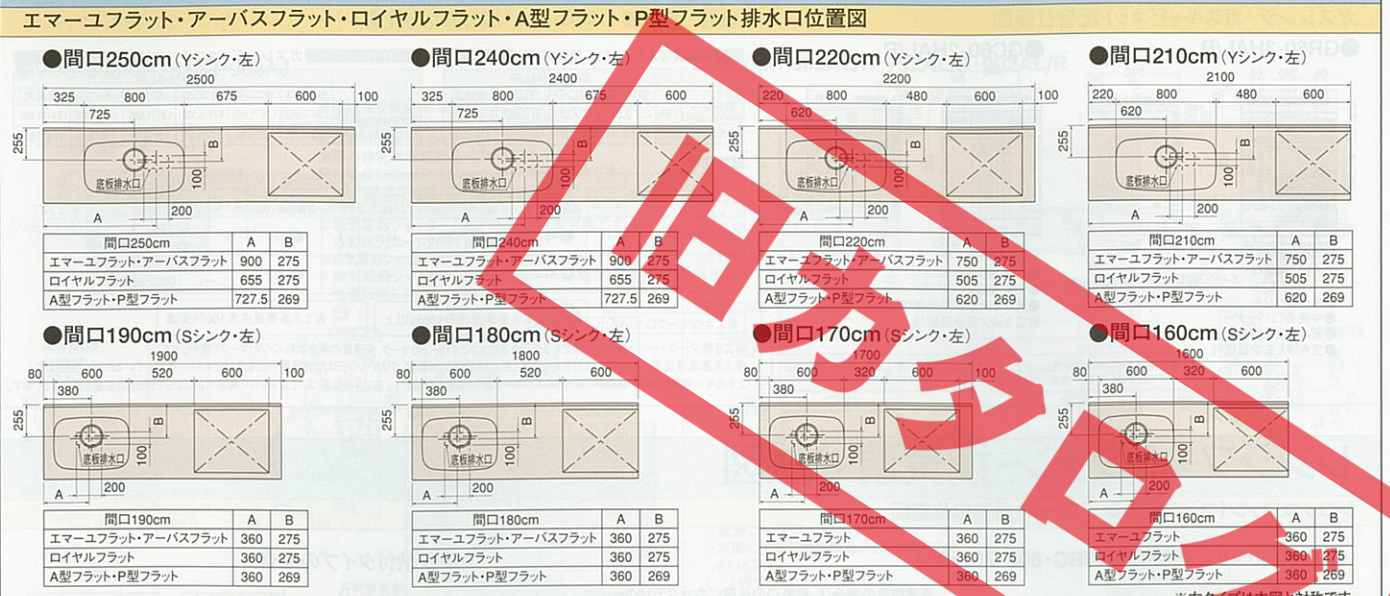 エマーユフラット・アーバスフラット・ロイヤルフラット・A型フラット・P型フラット排水口位置図
●間口250cm(Yシンク・左)
2500
325 800 675 600 100
725
255
B
底板排水口
100
A
200
間口250cm A B
エマーユフラット・アーバスフラット 900 275
ロイヤルフラット 655 275
A型フラット・P型フラット 727.5 269
●間口240cm(Yシンク・左)
2400
325 800 675 600
725
255
B
底板排水口
100
A
200
間口240cm A B
エマーユフラット・アーバスフラット 900 275
ロイヤルフラット 655 275
A型フラット・P型フラット 727.5 269
●間口220cm(Yシンク・左)
2200
220 800 480 600 100
620
255
B
底板排水口
100
A
200
間口220cm A B
エマーユフラット・アーバスフラット 750 275
ロイヤルフラット 505 275
A型フラット・P型フラット 620 269
●間口210cm(Yシンク・左)
2100
220 800 480 600
620
255
B
底板排水口
100
A
200
間口210cm A B
エマーユフラット・アーバスフラット 750 275
ロイヤルフラット 505 275
A型フラット・P型フラット 620 269
●間口190cm(Sシンク・左)
1900
80 600 520 600 100
380
255
B
底板排水口
100
A
200
間口190cm A B
エマーユフラット・アーバスフラット 360 275
ロイヤルフラット 360 275
A型フラット・P型フラット 360 269
●間口180cm(Sシンク・左)
1800
80 600 520 600
380
255
B
底板排水口
100
A
200
間口180cm A B
エマーユフラット・アーバスフラット 360 275
ロイヤルフラット 360 275
A型フラット・P型フラット 360 269
●間口170cm(Sシンク・左)
1700
80 600 320 600 100
380
255
B
底板排水口
100
A
200
間口170cm A B
エマーユフラット・アーバスフラット 360 275
ロイヤルフラット 360 275
A型フラット・P型フラット 360 269
●間口160cm(Sシンク・左)
1600
80 600 320 600
380
255
B
底板排水口
100
A
200
間口160cm A B
エマーユフラット 360 275
ロイヤルフラット 360 275
A型フラット・P型フラット 360 269
旧カタログ